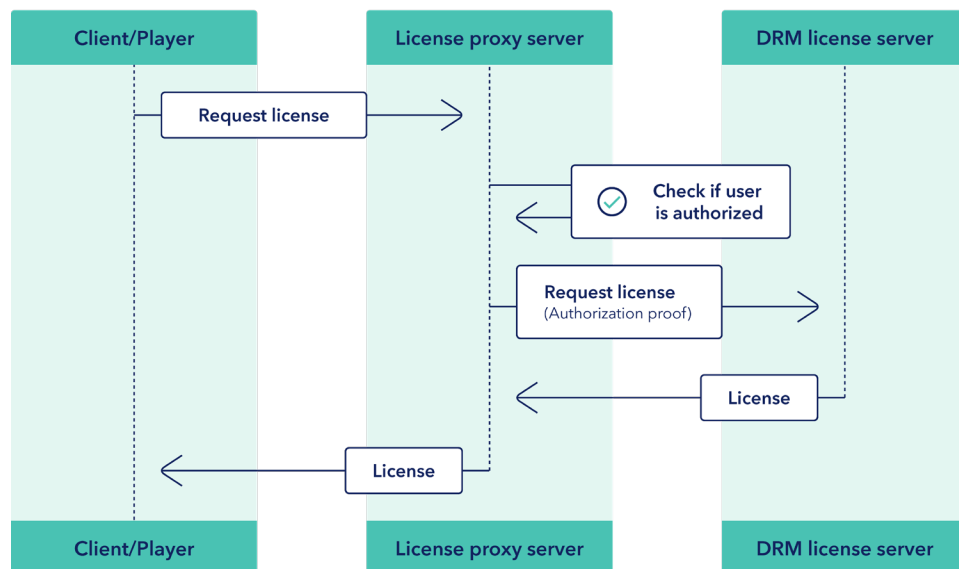 Client/Player
License proxy server
DRM license server
Request license
Check if user
is authorized
Request license
(Authorization proof)
License
License
Client/Player
License proxy server
DRM license server